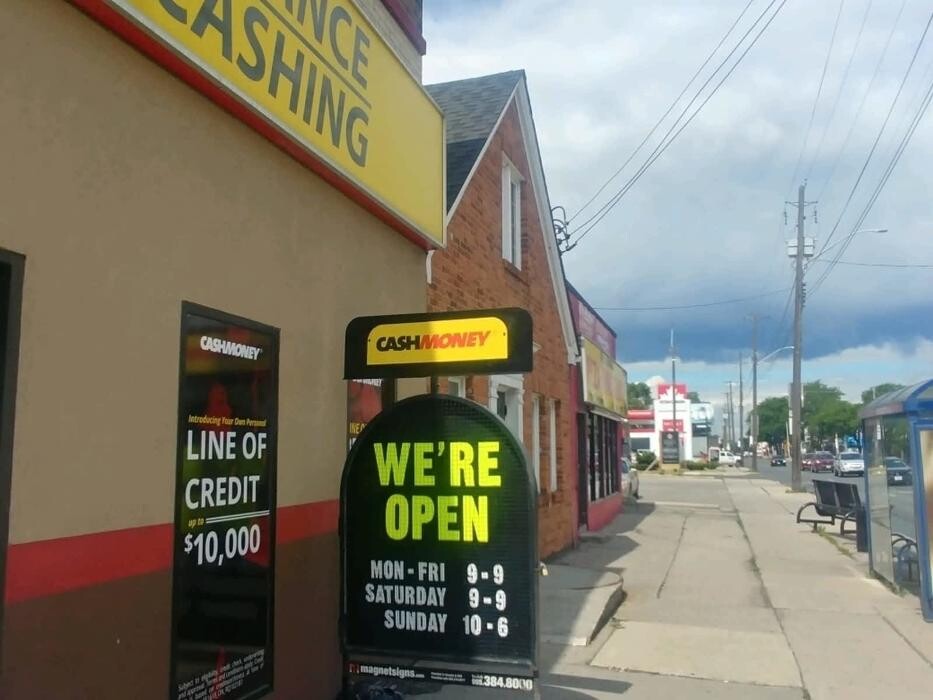 CASHING
CASHMONEY
Introducing Your Own Personal
LINE OF
CREDIT
up to
$10,000
CASHMONEY
WE'RE
OPEN
MON - FRI 9 - 9
SATURDAY 9 - 9
SUNDAY 10 - 6
magnetsigns.com
384.8000